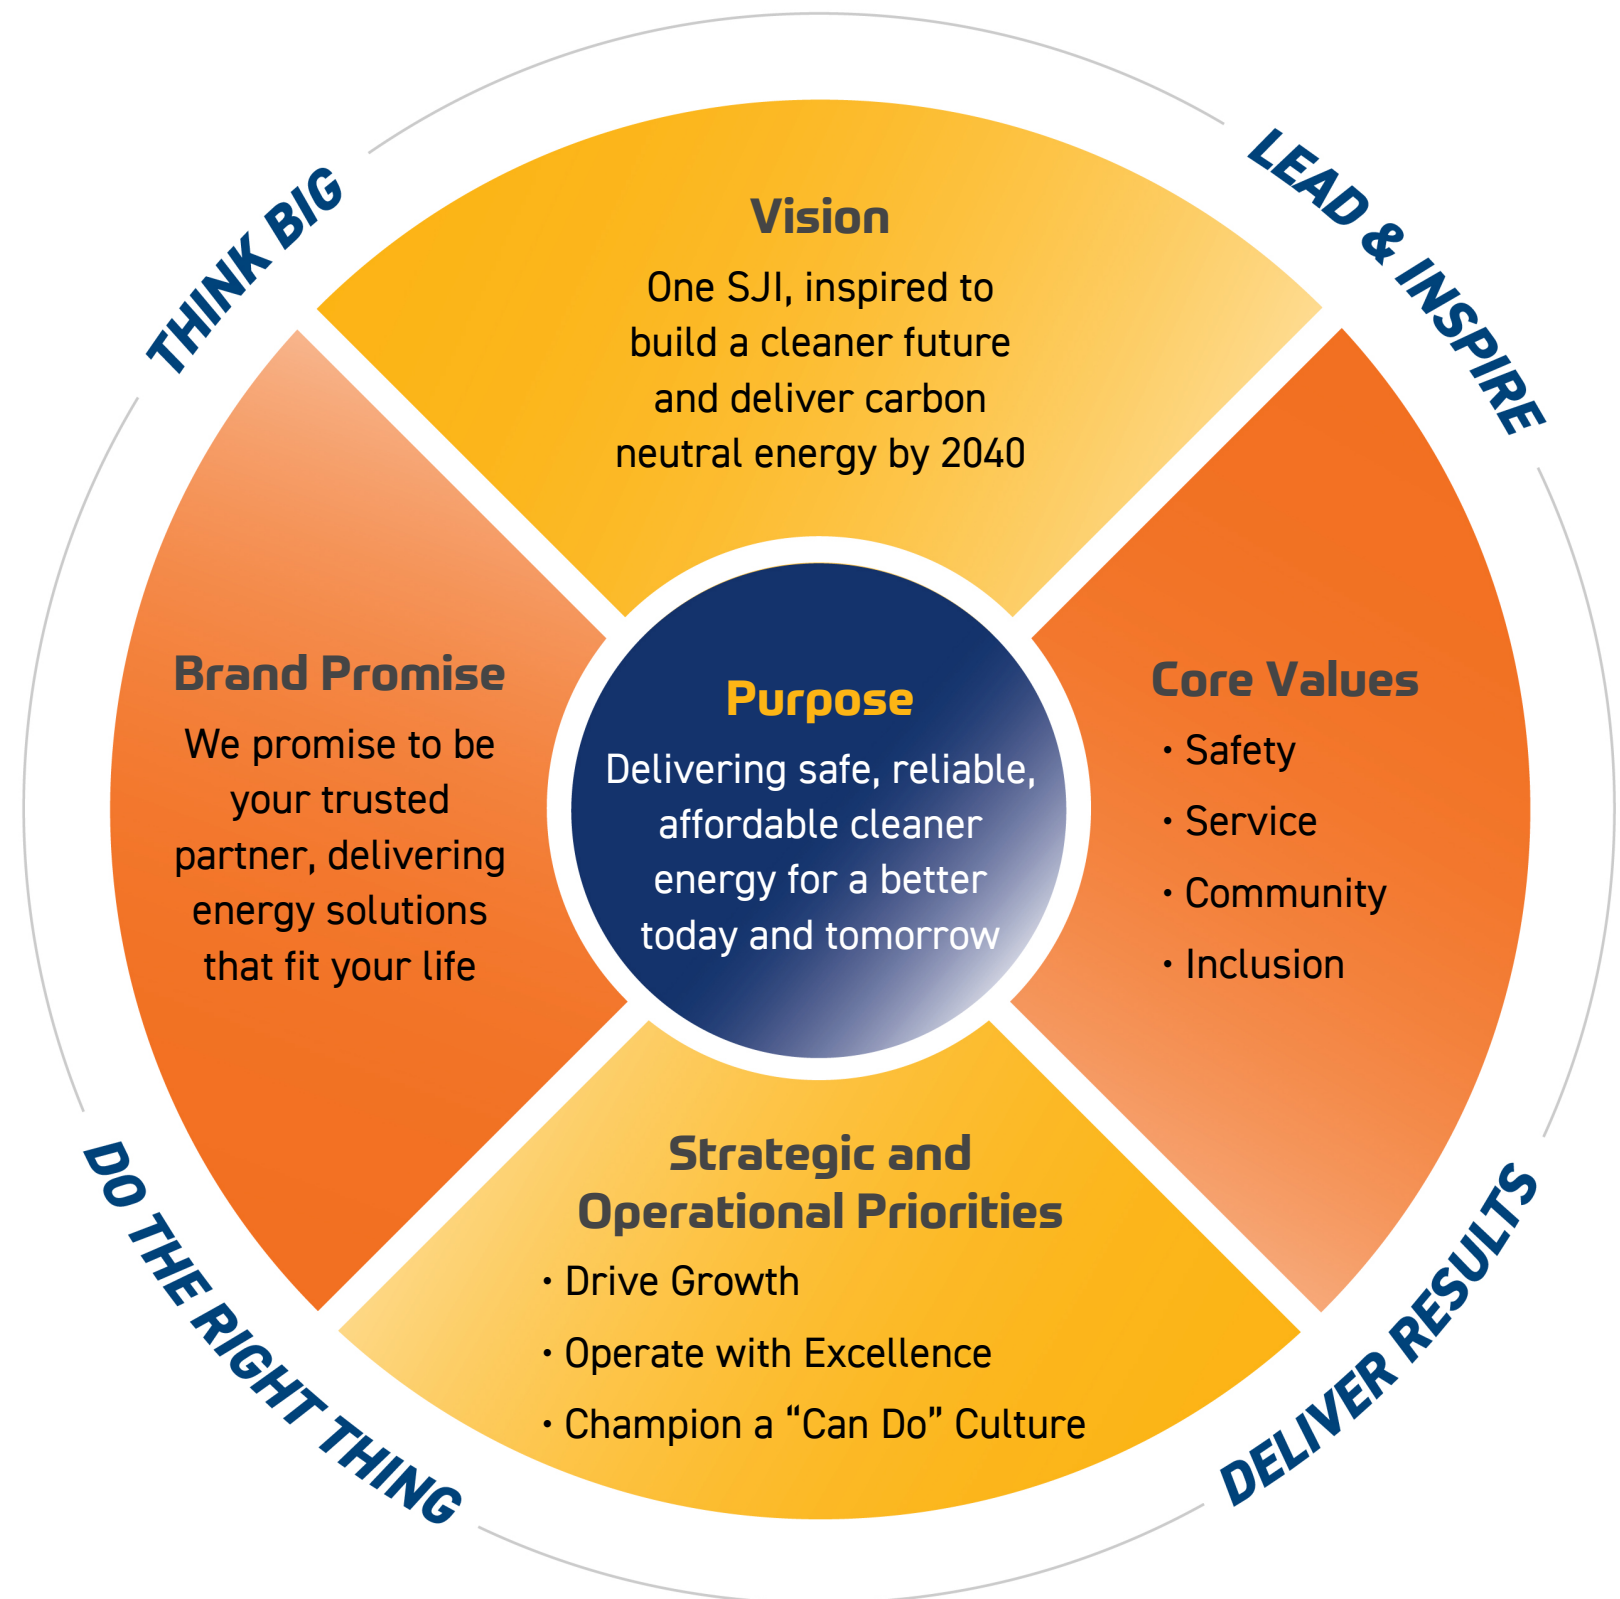 THINK BIG
LEAD & INSPIRE
Vision
One SJI, inspired to
build a cleaner future
and deliver carbon
neutral energy by 2040
Brand Promise
We promise to be
your trusted
partner, delivering
energy solutions
that fit your life
Purpose
Delivering safe, reliable,
affordable cleaner
energy for a better
today and tomorrow
Core Values
· Safety
· Service
· Community
· Inclusion
Strategic and
Operational Priorities
· Drive Growth
· Operate with Excellence
· Champion a “Can Do” Culture
DO THE RIGHT THING
DELIVER RESULTS